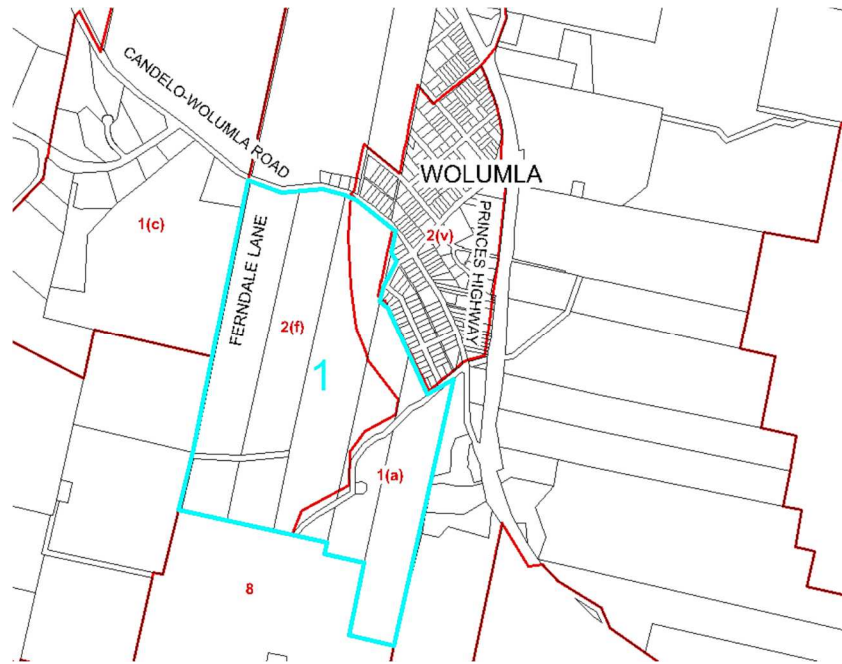 CANDELO-WOLUMLA ROAD
WOLUMLA
1(c)
2(v)
PRINCES HIGHWAY
FERNDALE LANE
2(f)
1
1(a)
8